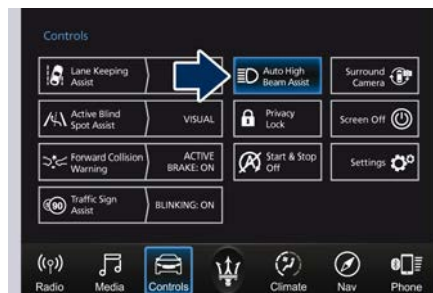 Controls
Lane Keeping
Assist
Auto High
Beam Assist
Surround
Camera
Active Blind
Spot Assist
VISUAL
Privacy
Lock
Screen Off
Forward Collision
Warning
ACTIVE
BRAKE: ON
Start & Stop
Off
Settings
90
Traffic Sign
Assist
BLINKING: ON
Radio
Media
Controls
Climate
Nav
Phone